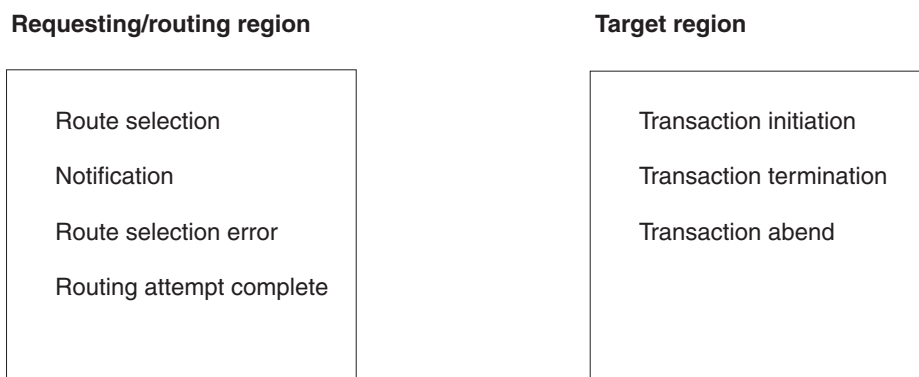 Requesting/routing region
Route selection
Notification
Route selection error
Routing attempt complete
Target region
Transaction initiation
Transaction termination
Transaction abend